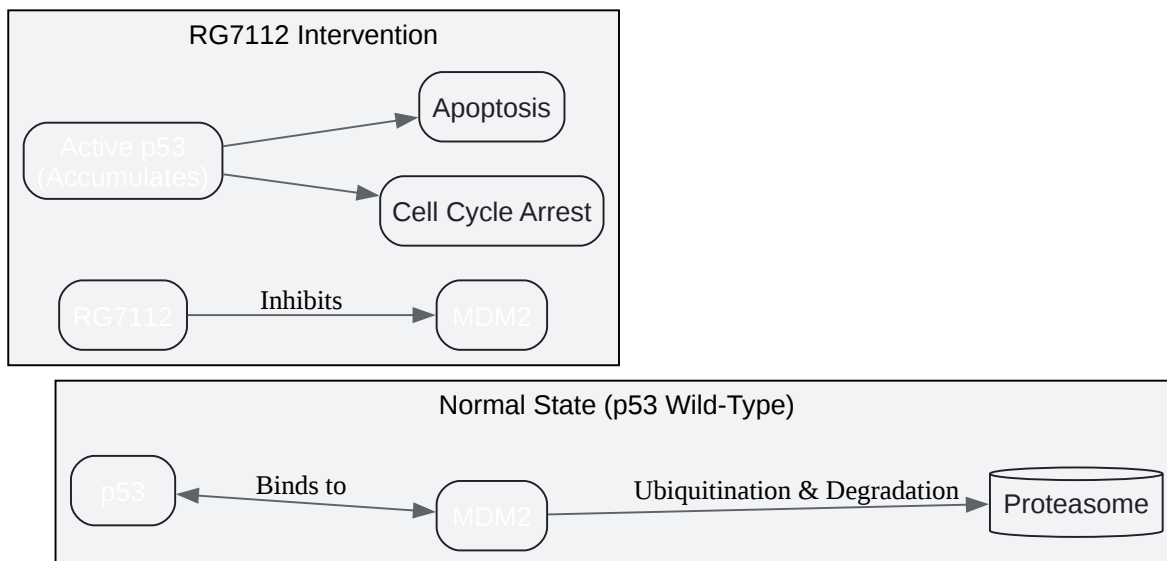 RG7112 Intervention
Apoptosis
Active p53
(Accumulates)
Cell Cycle Arrest
RG7112
Inhibits
MDM2
Normal State (p53 Wild-Type)
p53
Binds to
MDM2
Ubiquitination & Degradation
Proteasome